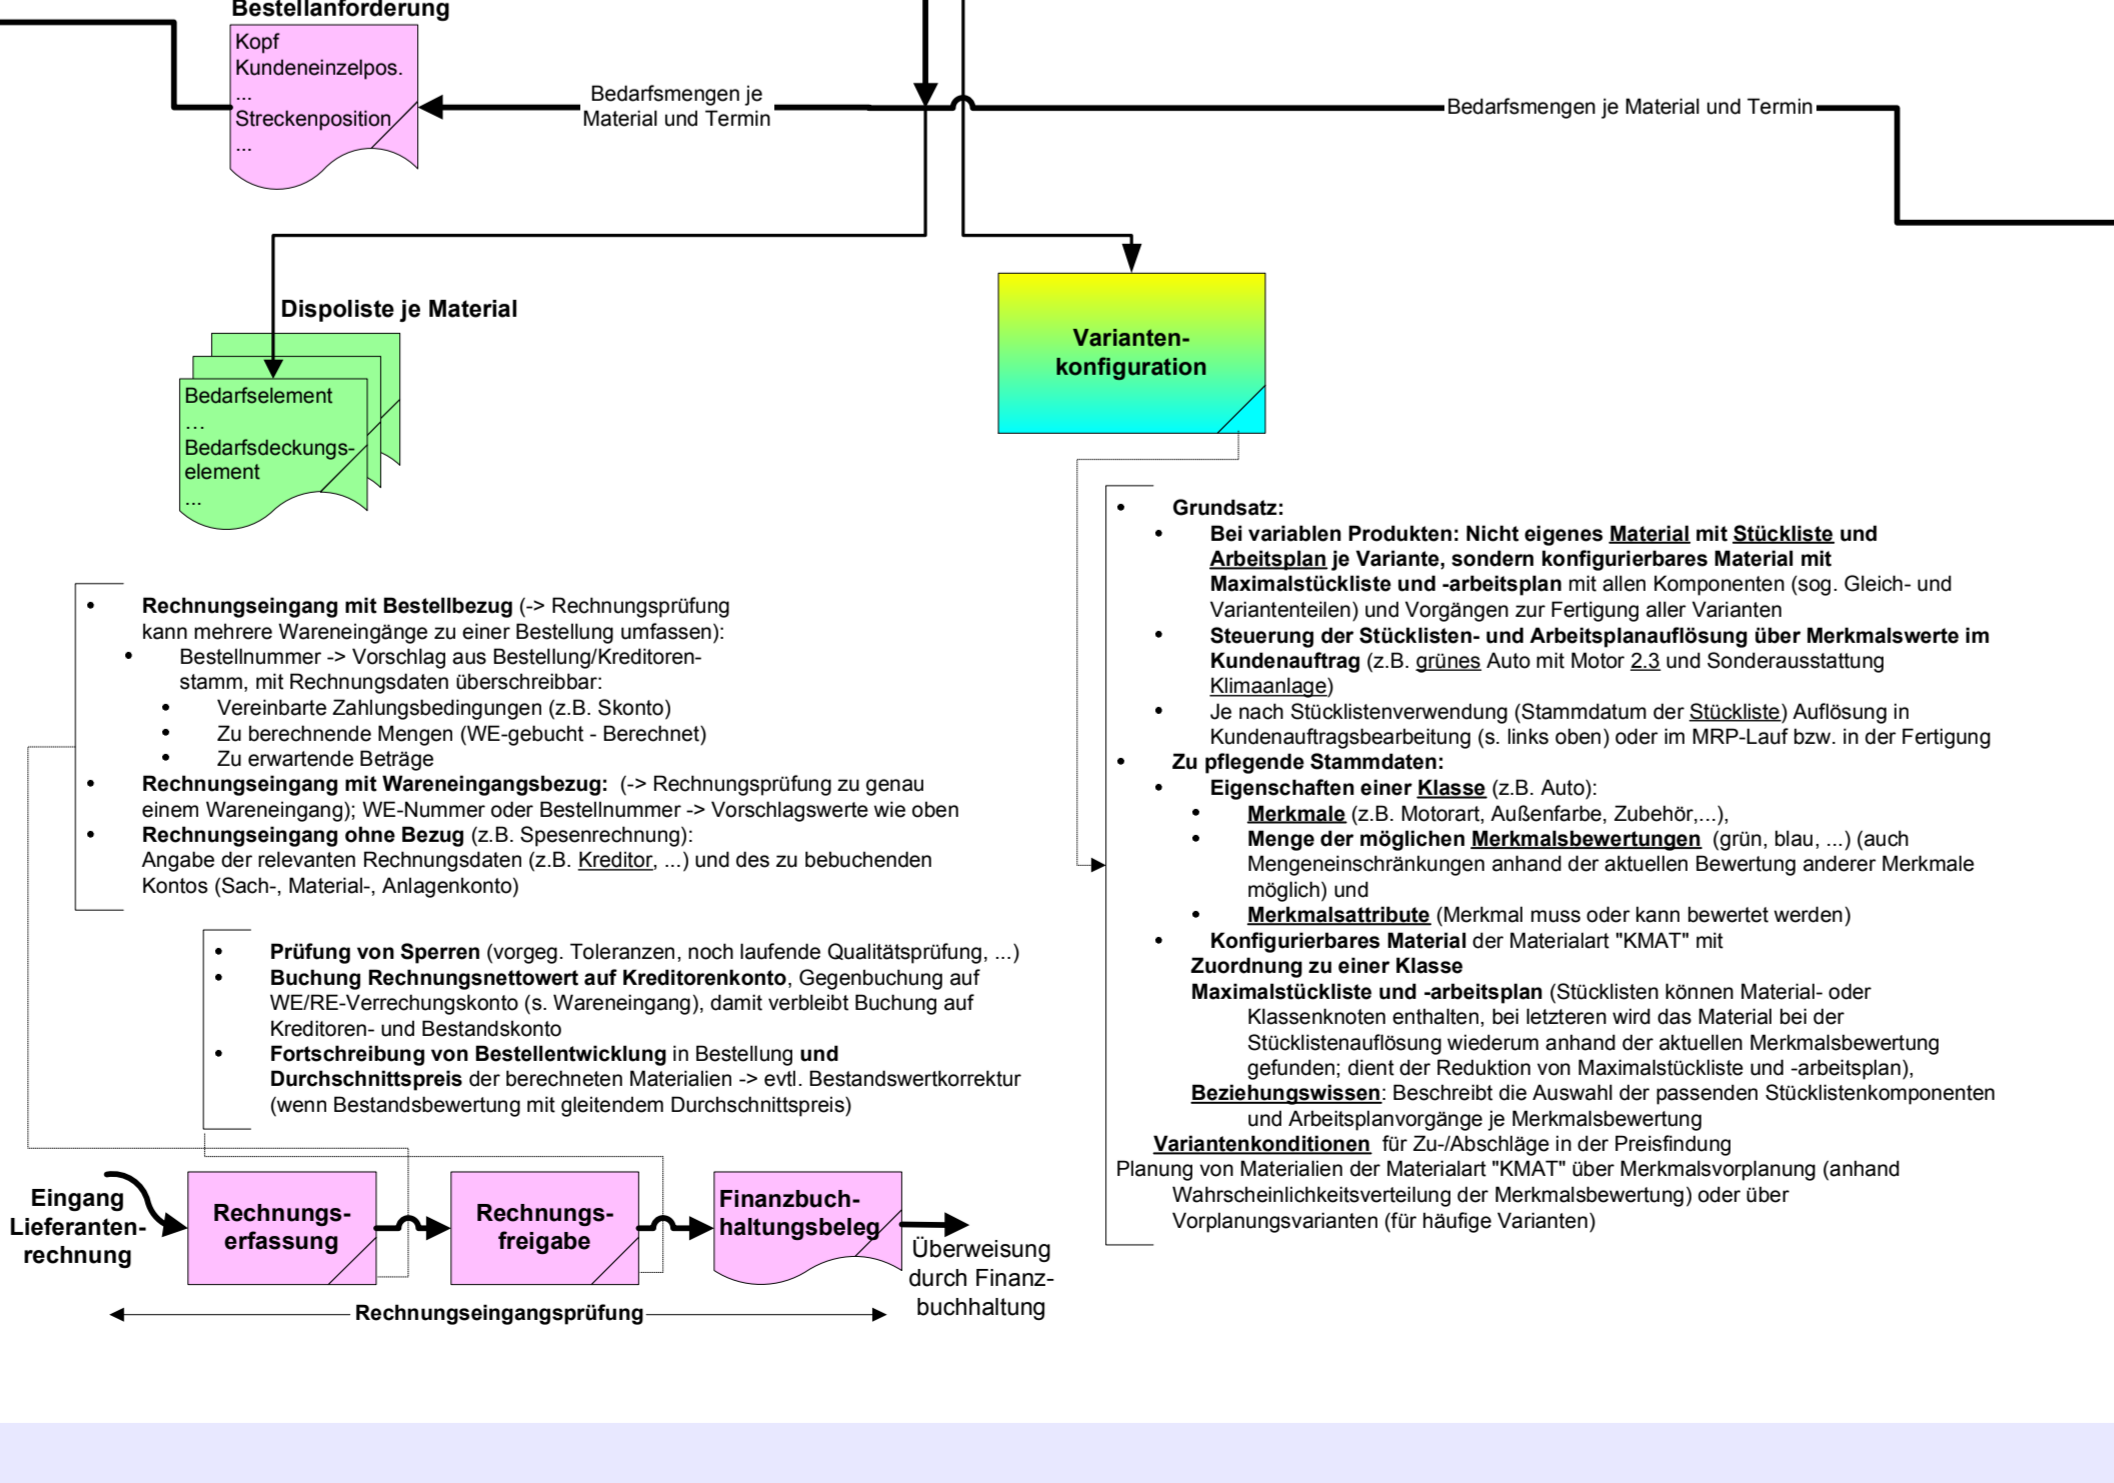 Bestellanforderung
Kopf
Kundeneinzelpos.
...
Streckenposition
...
Bedarfsmengen je
Material und Termin
Bedarfsmengen je Material und Termin
Dispoliste je Material
Bedarfselement
...
Bedarfsdeckungs-
element
...
Varianten-
konfiguration
• Rechnungseingang mit Bestellbezug (-> Rechnungsprüfung
kann mehrere Wareneingänge zu einer Bestellung umfassen):
• Bestellnummer -> Vorschlag aus Bestellung/Kreditoren-
stamm, mit Rechnungsdaten überschreibbar:
• Vereinbarte Zahlungsbedingungen (z.B. Skonto)
• Zu berechnende Mengen (WE-gebucht - Berechnet)
• Zu erwartende Beträge
• Rechnungseingang mit Wareneingangsbezug: (-> Rechnungsprüfung zu genau
einem Wareneingang); WE-Nummer oder Bestellnummer -> Vorschlagswerte wie oben
• Rechnungseingang ohne Bezug (z.B. Spesenrechnung):
Angabe der relevanten Rechnungsdaten (z.B. Kreditor, ...) und des zu bebuchenden
Kontos (Sach-, Material-, Anlagenkonto)
• Prüfung von Sperren (vorgeg. Toleranzen, noch laufende Qualitätsprüfung, ...)
• Buchung Rechnungsnettowert auf Kreditorenkonto, Gegenbuchung auf
WE/RE-Verrechungskonto (s. Wareneingang), damit verbleibt Buchung auf
Kreditoren- und Bestandskonto
• Fortschreibung von Bestellentwicklung in Bestellung und
Durchschnittspreis der berechneten Materialien -> evtl. Bestandswertkorrektur
(wenn Bestandsbewertung mit gleitendem Durchschnittspreis)
Eingang
Lieferanten-
rechnung
Rechnungs-
erfassung
Rechnungs-
freigabe
Finanzbuch-
haltungsbeleg
Überweisung
durch Finanz-
buchhaltung
Rechnungseingangsprüfung
• Grundsatz:
• Bei variablen Produkten: Nicht eigenes Material mit Stückliste und
Arbeitsplan je Variante, sondern konfigurierbares Material mit
Maximalstückliste und -arbeitsplan mit allen Komponenten (sog. Gleich- und
Variantenteilen) und Vorgängen zur Fertigung aller Varianten
• Steuerung der Stücklisten- und Arbeitsplanauflösung über Merkmalswerte im
Kundenauftrag (z.B. grünes Auto mit Motor 2.3 und Sonderausstattung
Klimaanlage)
• Je nach Stücklistenverwendung (Stammdatum der Stückliste) Auflösung in
Kundenauftragsbearbeitung (s. links oben) oder im MRP-Lauf bzw. in der Fertigung
• Zu pflegende Stammdaten:
• Eigenschaften einer Klasse (z.B. Auto):
• Merkmale (z.B. Motorart, Außenfarbe, Zubehör,...),
• Menge der möglichen Merkmalsbewertungen (grün, blau, ...) (auch
Mengeneinschränkungen anhand der aktuellen Bewertung anderer Merkmale
möglich) und
• Merkmalsattribute (Merkmal muss oder kann bewertet werden)
• Konfigurierbares Material der Materialart "KMAT" mit
Zuordnung zu einer Klasse
Maximalstückliste und -arbeitsplan (Stücklisten können Material- oder
Klassenknoten enthalten, bei letzteren wird das Material bei der
Stücklistenauflösung wiederum anhand der aktuellen Merkmalsbewertung
gefunden; dient der Reduktion von Maximalstückliste und -arbeitsplan),
Beziehungswissen: Beschreibt die Auswahl der passenden Stücklistenkomponenten
und Arbeitsplanvorgänge je Merkmalsbewertung
Variantenkonditionen für Zu-/Abschläge in der Preisfindung
Planung von Materialien der Materialart "KMAT" über Merkmalsvorplanung (anhand
Wahrscheinlichkeitsverteilung der Merkmalsbewertung) oder über
Vorplanungsvarianten (für häufige Varianten)